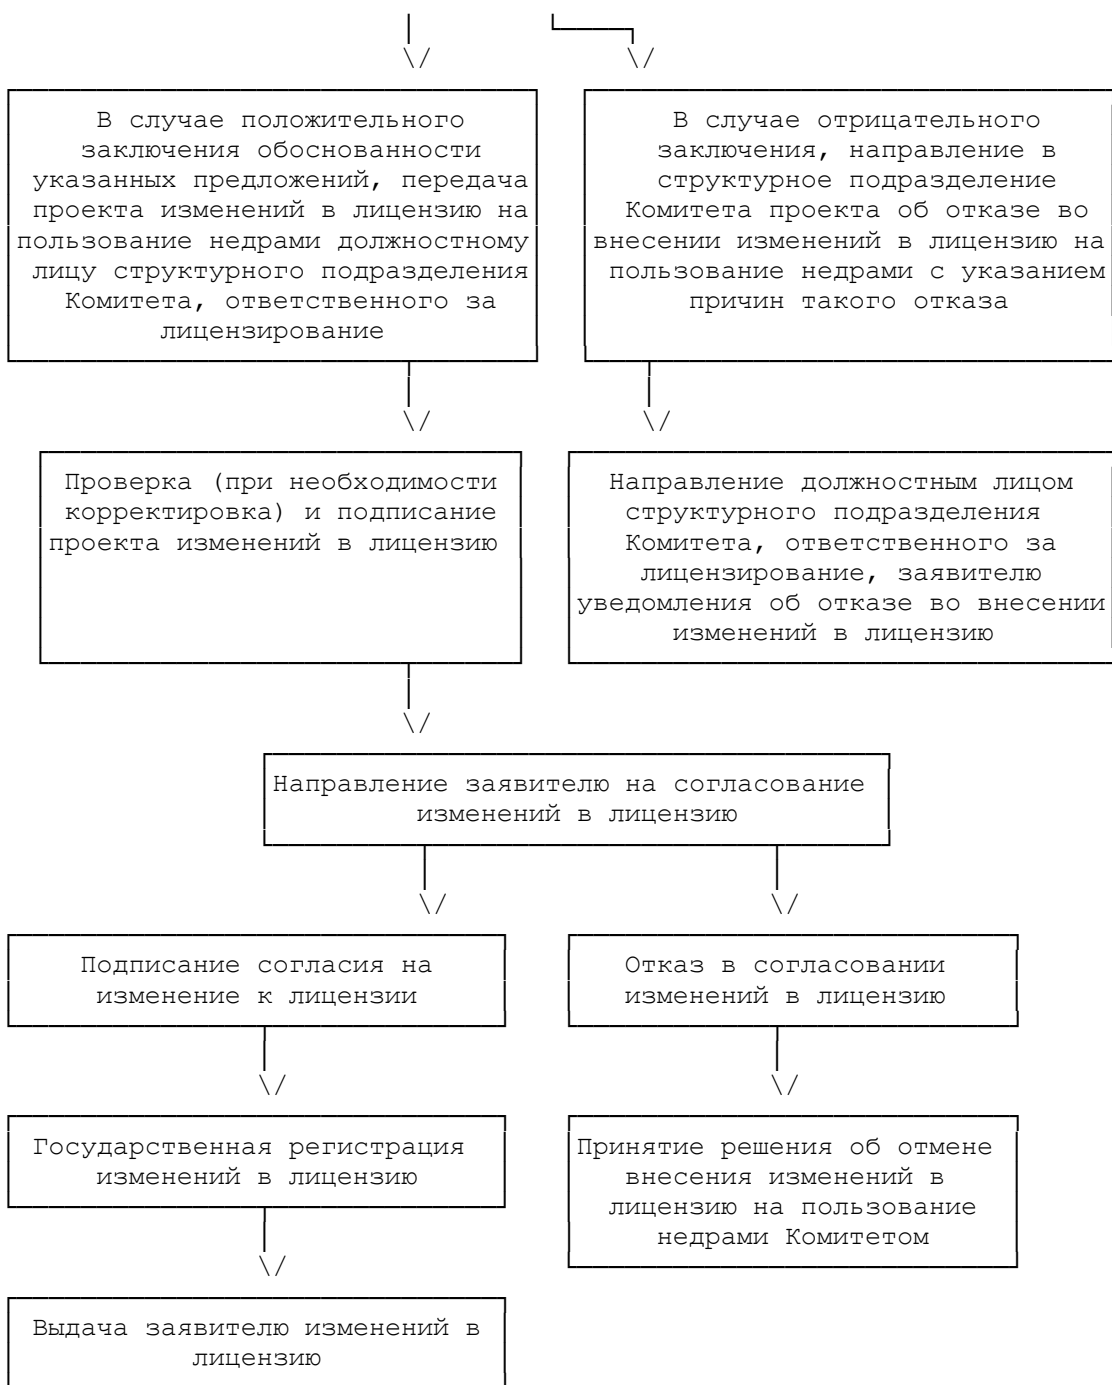 В случае положительного
заключения обоснованности
указанных предложений, передача
проекта изменений в лицензию на
пользование недрами должностному
лицу структурного подразделения
Комитета, ответственного за
лицензирование
В случае отрицательного
заключения, направление в
структурное подразделение
Комитета проекта об отказе во
внесении изменений в лицензию на
пользование недрами с указанием
причин такого отказа
Проверка (при необходимости
корректировка) и подписание
проекта изменений в лицензию
Направление должностным лицом
структурного подразделения
Комитета, ответственного за
лицензирование, заявителю
уведомления об отказе во внесении
изменений в лицензию
Направление заявителю на согласование
изменений в лицензию
Подписание согласия на
изменение к лицензии
Отказ в согласовании
изменений в лицензию
Государственная регистрация
изменений в лицензию
Принятие решения об отмене
внесения изменений в
лицензию на пользование
недрами Комитетом
Выдача заявителю изменений в
лицензию